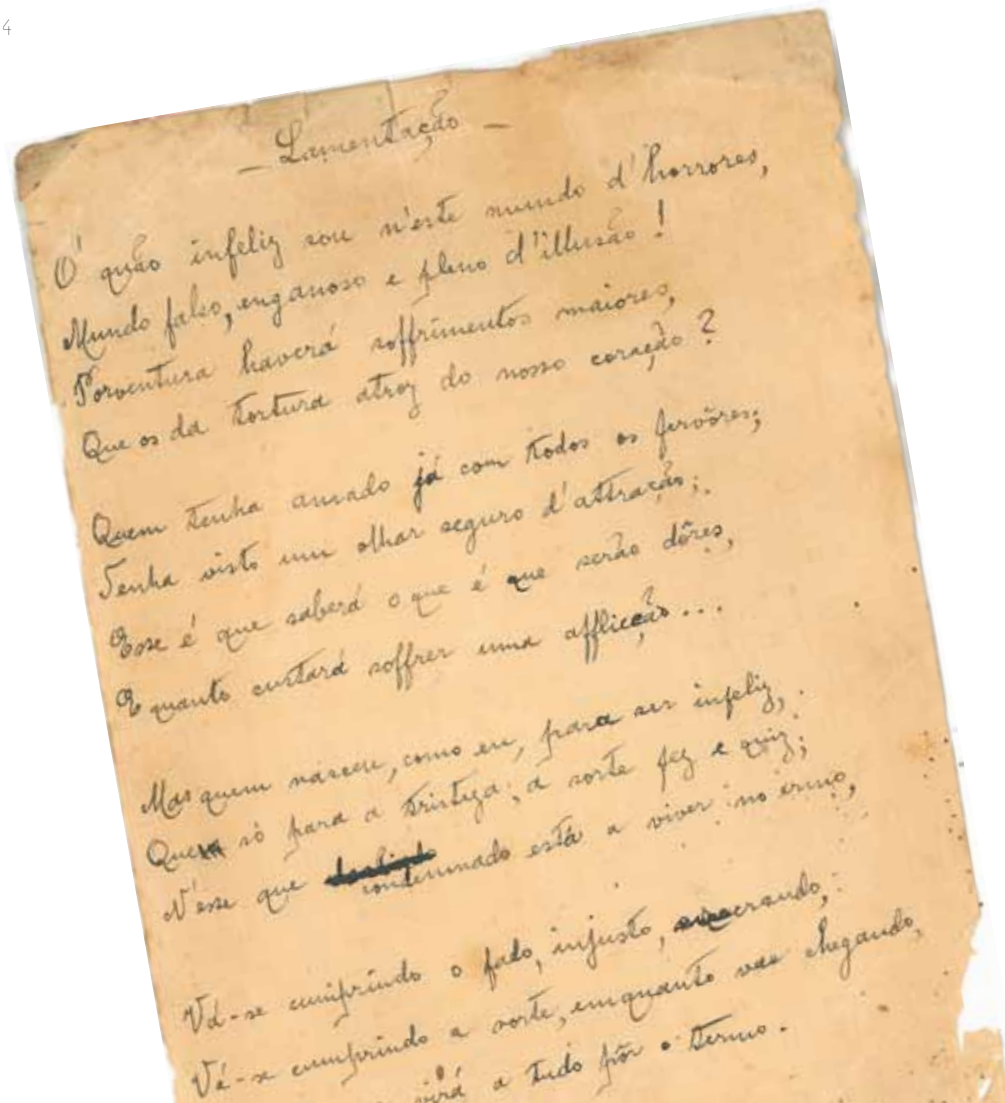 4
- Lamentação -
Ó quão infeliz sou n'este mundo d'horrores,
Mundo falso, enganoso e pleno d'illusão!
Porventura haverá soffrimentos maiores,
Que os da tortura atroz do nosso coração?
Quem tenha amado já com todos os fervôres;
Tenha visto um olhar seguro d'attração;
Esse é que saberá o que é que serão dôres,
E quanto custará soffrer uma afflicção...
Mas quem nasceu, como eu, para ser infeliz,
Quem só para a tristeza, a sorte fez e quiz;
N'esse que condemnado está a viver no ermo,
Vê-se cumprindo o fado, injusto, execrando,
Vê-se cumprindo a sorte, emquanto vae chegando,
virá a tudo pôr o termo.